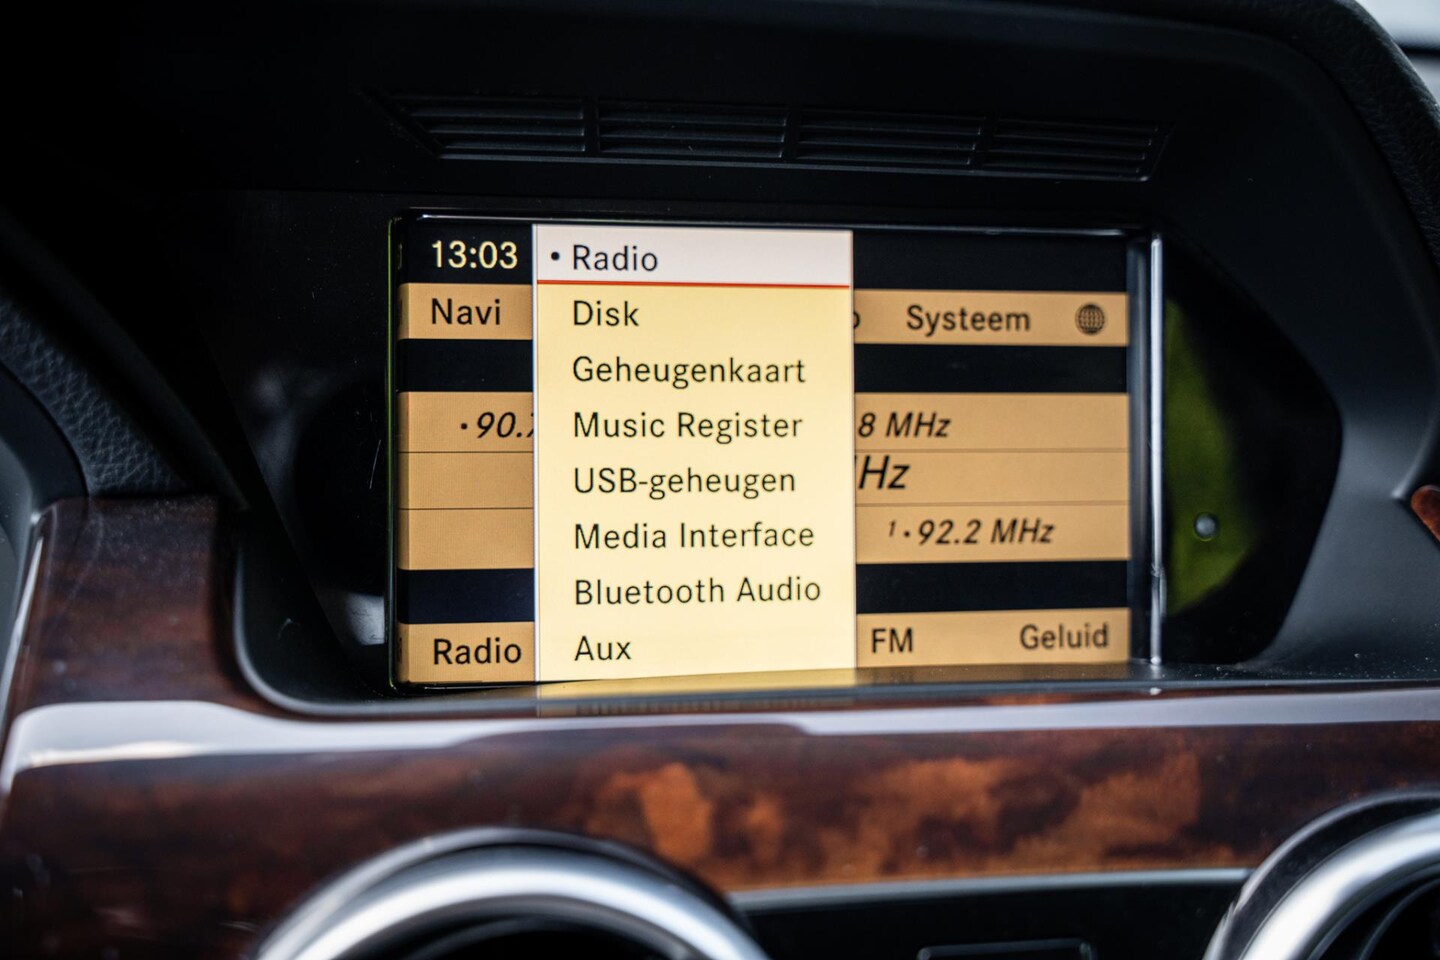 13:03
Navi Systeem
• Radio
Disk
Geheugenkaart
Music Register
USB-geheugen
Media Interface
Bluetooth Audio
Aux
•90. 8 MHz
Hz
1•92.2 MHz
Radio FM Geluid